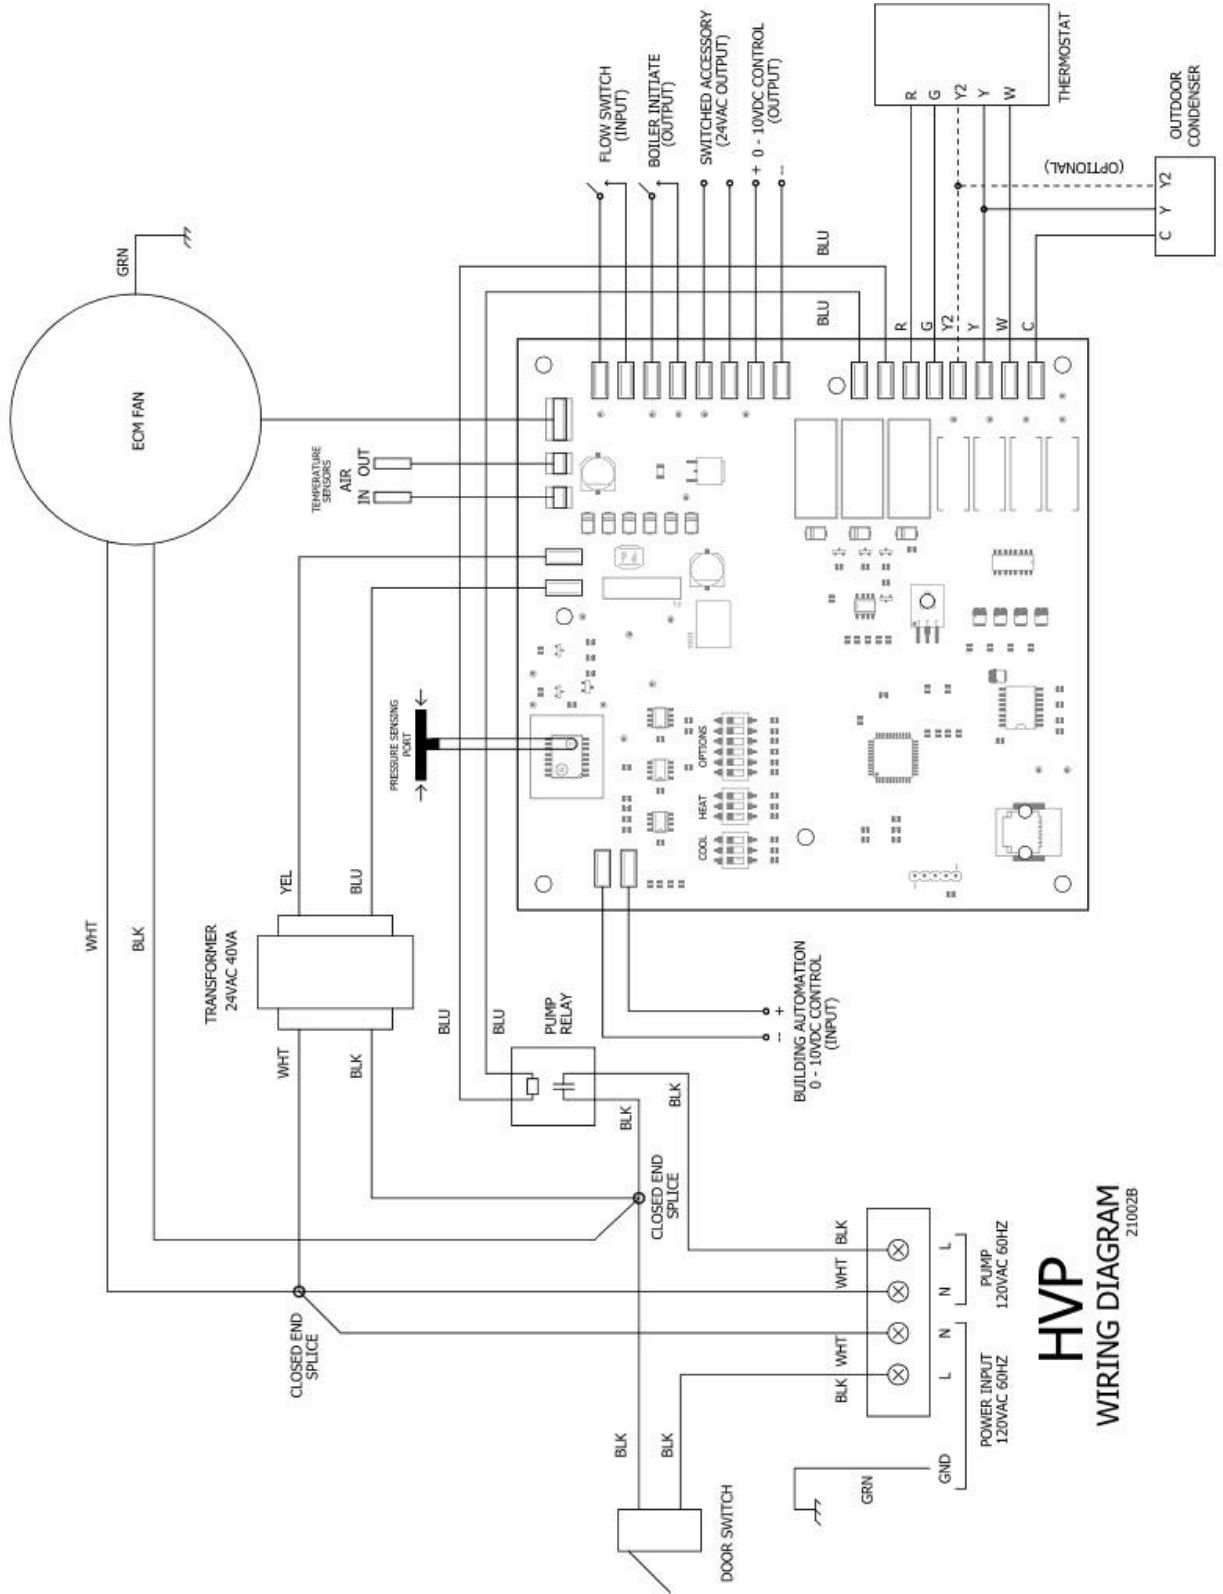 GRN
ECM FAN
TEMPERATURE
SENSORS
AIR
IN
OUT
FLOW SWITCH
(INPUT)
BOILER INITIATE
(OUTPUT)
SWITCHED ACCESSORY
(24VAC OUTPUT)
+ 0 - 10VDC CONTROL
(OUTPUT)
--
THERMOSTAT
R
G
Y2
Y
W
OUTDOOR
CONDENSER
(OPTIONAL)
C
Y
Y2
BLU
BLU
R
G
Y2
Y
W
C
PRESSURE SENSING
PORT
OPTIONS
HEAT
COOL
WHT
BLK
YEL
BLU
TRANSFORMER
24VAC 40VA
WHT
BLK
BLU
BLU
PUMP
RELAY
BLK
BLK
-- +
BUILDING AUTOMATION
0 - 10VDC CONTROL
(INPUT)
CLOSED END
SPLICE
CLOSED END
SPLICE
BLK
WHT
WHT
BLK
L
N
N
L
GND
PUMP
120VAC 60HZ
POWER INPUT
120VAC 60HZ
GRN
BLK
BLK
DOOR SWITCH
HVP
WIRING DIAGRAM
21002B